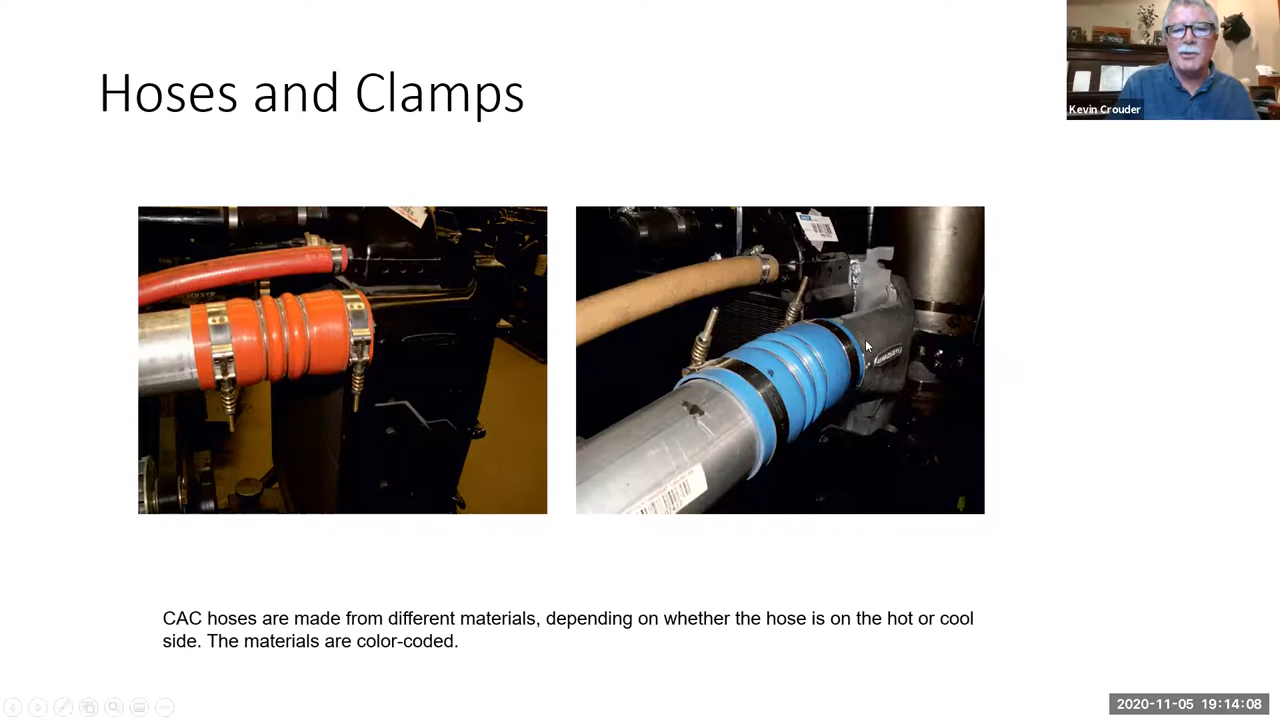 Hoses and Clamps
Kevin Crouder
CAC hoses are made from different materials, depending on whether the hose is on the hot or cool
side. The materials are color-coded.
2020-11-05 19:14:08